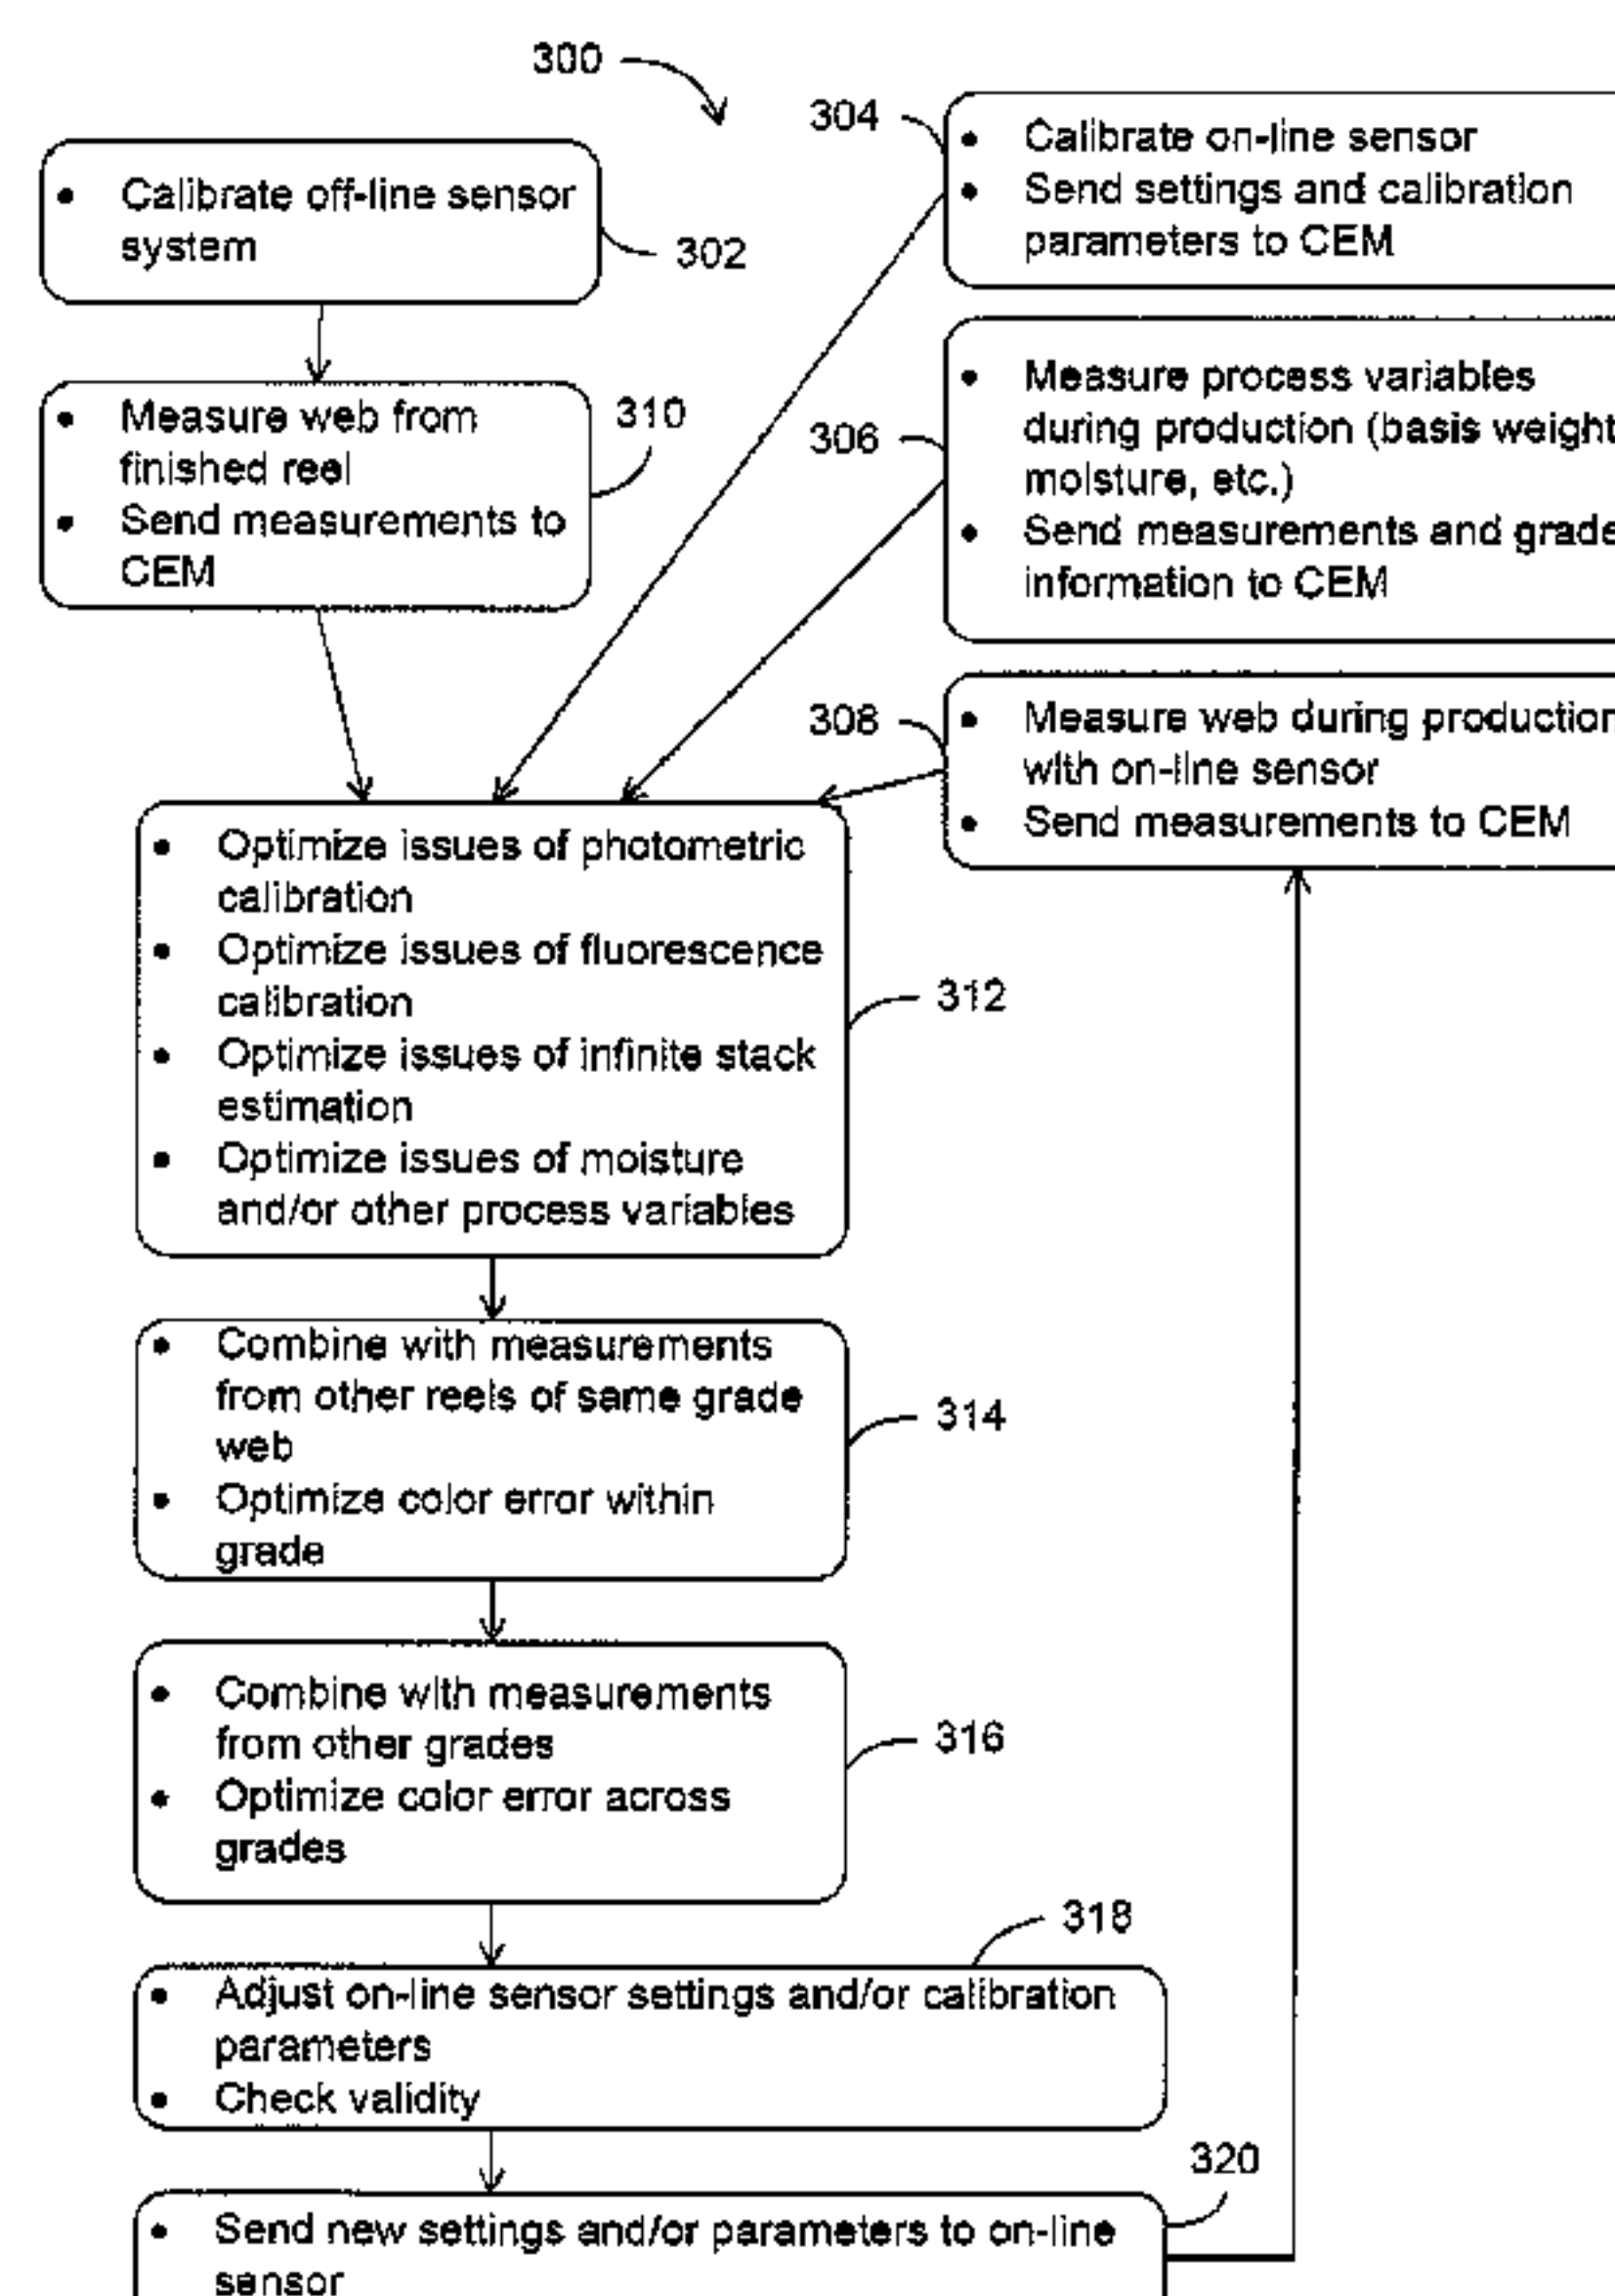 300
• Calibrate off-line sensor
system
302
304
• Calibrate on-line sensor
• Send settings and calibration
parameters to CEM
• Measure web from
finished reel
• Send measurements to
CEM
310
306
• Measure process variables
during production (basis weight
moisture, etc.)
• Send measurements and grade
information to CEM
308
• Measure web during production
with on-line sensor
• Send measurements to CEM
• Optimize issues of photometric
calibration
• Optimize issues of fluorescence
calibration
• Optimize issues of infinite stack
estimation
• Optimize issues of moisture
and/or other process variables
312
• Combine with measurements
from other reels of same grade
web
• Optimize color error within
grade
314
• Combine with measurements
from other grades
• Optimize color error across
grades
316
318
• Adjust on-line sensor settings and/or calibration
parameters
• Check validity
320
• Send new settings and/or parameters to on-line
sensor